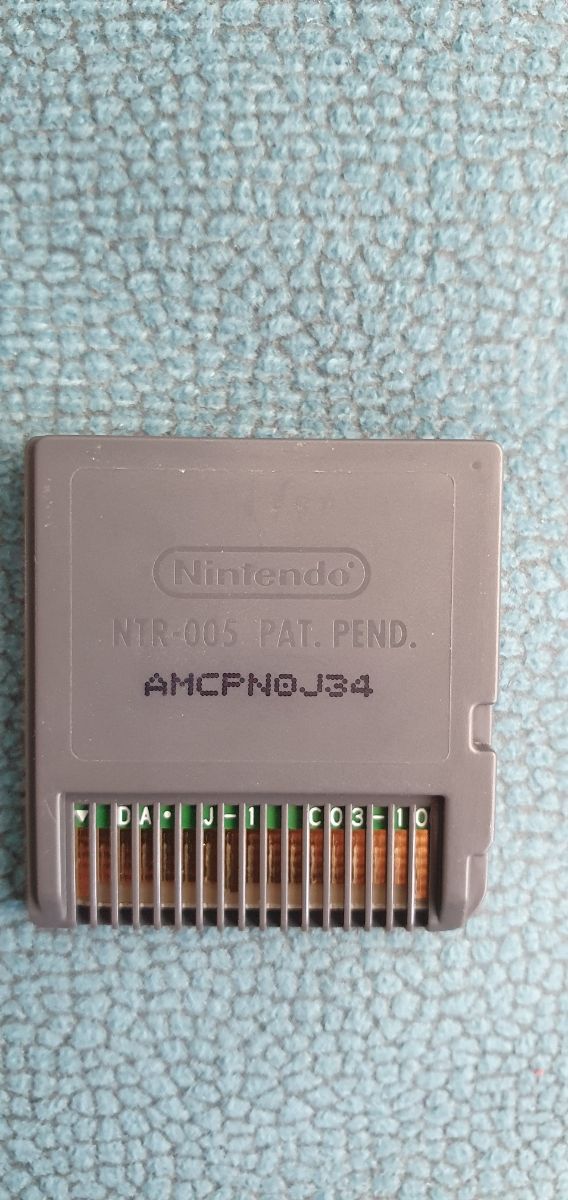 Nintendo®
NTR-005 PAT. PEND.
AMCPN0J34
▼ DA• J-1 C03-10